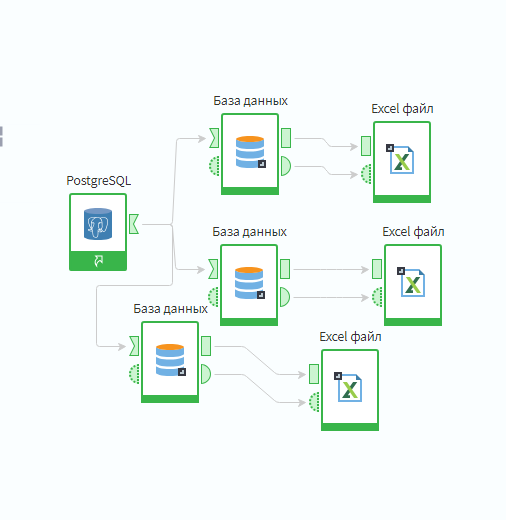 База данных
Excel файл
PostgreSQL
База данных
Excel файл
База данных
Excel файл